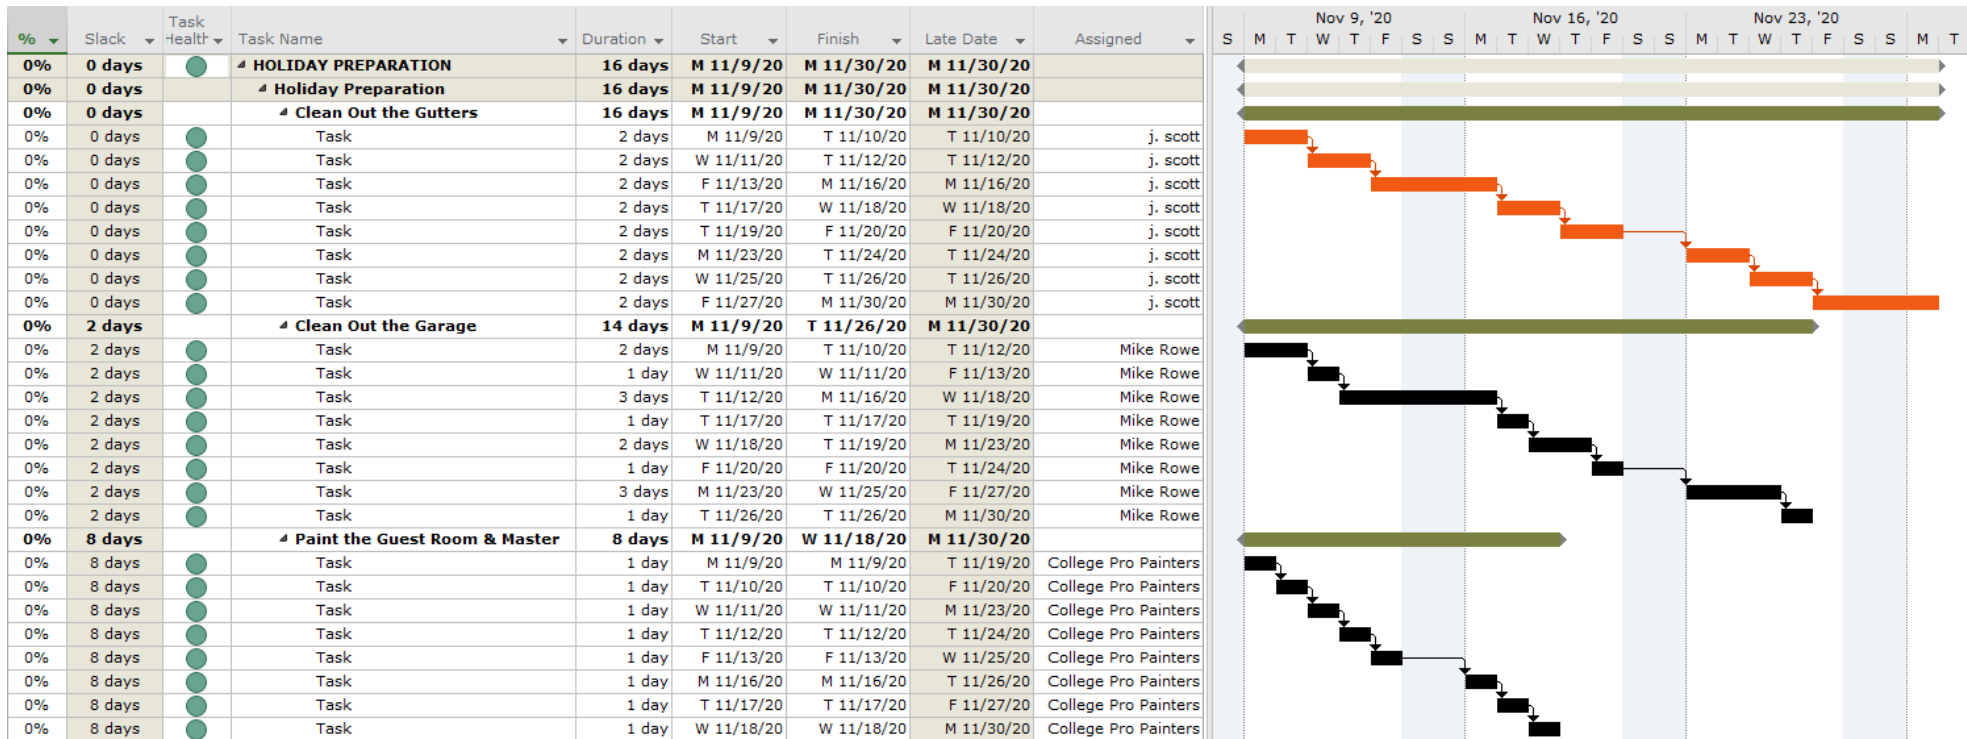 Task
% Slack Health Task Name Duration Start Finish Late Date Assigned
Nov 9, '20 Nov 16, '20 Nov 23, '20
S M T W T F S S M T W T F S S M T W T F S S M T
0% 0 days HOLIDAY PREPARATION 16 days M 11/9/20 M 11/30/20 M 11/30/20
0% 0 days Holiday Preparation 16 days M 11/9/20 M 11/30/20 M 11/30/20
0% 0 days Clean Out the Gutters 16 days M 11/9/20 M 11/30/20 M 11/30/20
0% 0 days Task 2 days M 11/9/20 T 11/10/20 T 11/10/20 j. scott
0% 0 days Task 2 days W 11/11/20 T 11/12/20 T 11/12/20 j. scott
0% 0 days Task 2 days F 11/13/20 M 11/16/20 M 11/16/20 j. scott
0% 0 days Task 2 days T 11/17/20 W 11/18/20 W 11/18/20 j. scott
0% 0 days Task 2 days T 11/19/20 F 11/20/20 F 11/20/20 j. scott
0% 0 days Task 2 days M 11/23/20 T 11/24/20 T 11/24/20 j. scott
0% 0 days Task 2 days W 11/25/20 T 11/26/20 T 11/26/20 j. scott
0% 0 days Task 2 days F 11/27/20 M 11/30/20 M 11/30/20 j. scott
0% 2 days Clean Out the Garage 14 days M 11/9/20 T 11/26/20 M 11/30/20
0% 2 days Task 2 days M 11/9/20 T 11/10/20 T 11/12/20 Mike Rowe
0% 2 days Task 1 day W 11/11/20 W 11/11/20 F 11/13/20 Mike Rowe
0% 2 days Task 3 days T 11/12/20 M 11/16/20 W 11/18/20 Mike Rowe
0% 2 days Task 1 day T 11/17/20 T 11/17/20 T 11/19/20 Mike Rowe
0% 2 days Task 2 days W 11/18/20 T 11/19/20 M 11/23/20 Mike Rowe
0% 2 days Task 1 day F 11/20/20 F 11/20/20 T 11/24/20 Mike Rowe
0% 2 days Task 3 days M 11/23/20 W 11/25/20 F 11/27/20 Mike Rowe
0% 2 days Task 1 day T 11/26/20 T 11/26/20 M 11/30/20 Mike Rowe
0% 8 days Paint the Guest Room & Master 8 days M 11/9/20 W 11/18/20 M 11/30/20
0% 8 days Task 1 day M 11/9/20 M 11/9/20 T 11/19/20 College Pro Painters
0% 8 days Task 1 day T 11/10/20 T 11/10/20 F 11/20/20 College Pro Painters
0% 8 days Task 1 day W 11/11/20 W 11/11/20 M 11/23/20 College Pro Painters
0% 8 days Task 1 day T 11/12/20 T 11/12/20 T 11/24/20 College Pro Painters
0% 8 days Task 1 day F 11/13/20 F 11/13/20 W 11/25/20 College Pro Painters
0% 8 days Task 1 day M 11/16/20 M 11/16/20 T 11/26/20 College Pro Painters
0% 8 days Task 1 day T 11/17/20 T 11/17/20 F 11/27/20 College Pro Painters
0% 8 days Task 1 day W 11/18/20 W 11/18/20 M 11/30/20 College Pro Painters